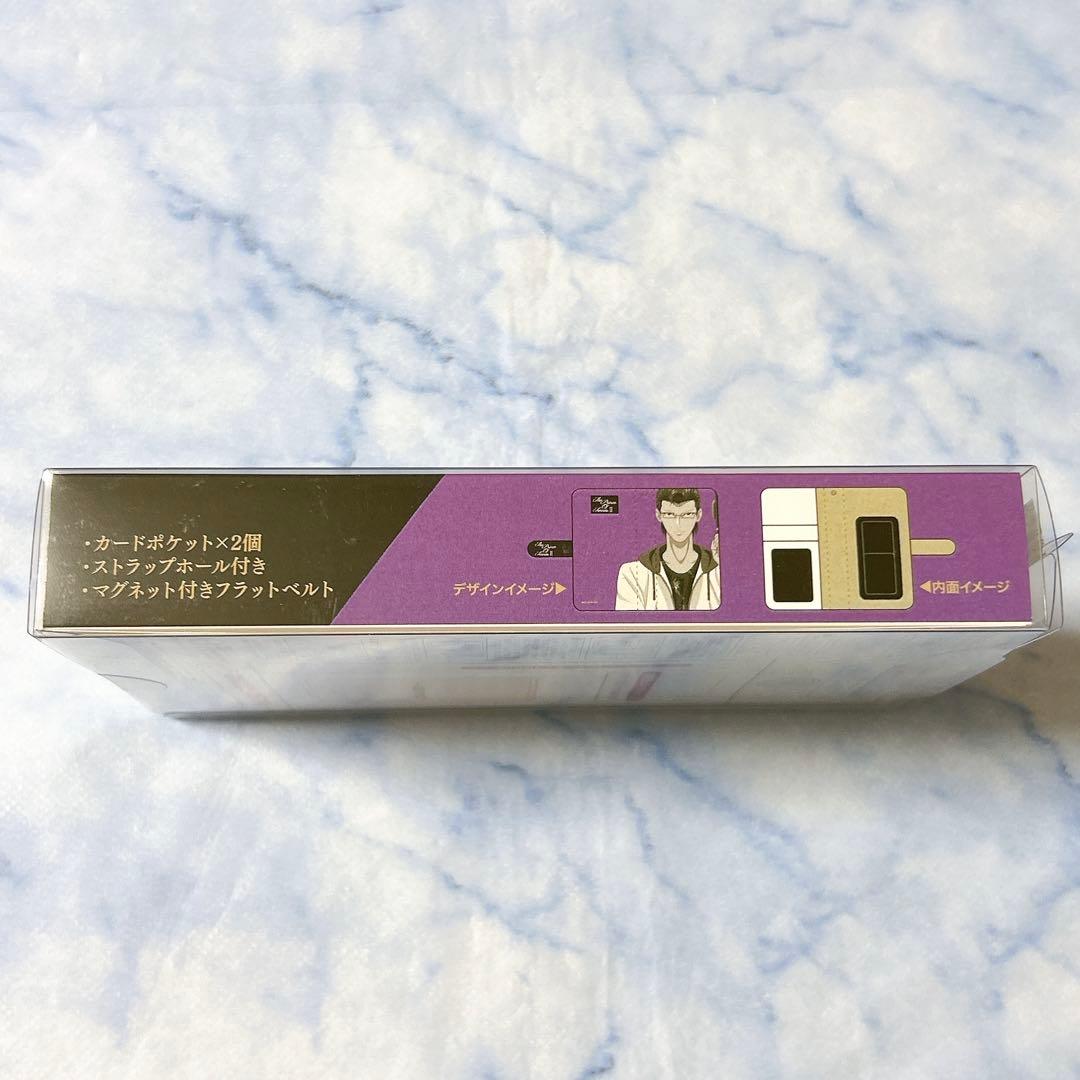 ・カードポケット×2個
・ストラップホール付き
・マグネット付きフラットベルト
デザインイメージ▶
◀内面イメージ